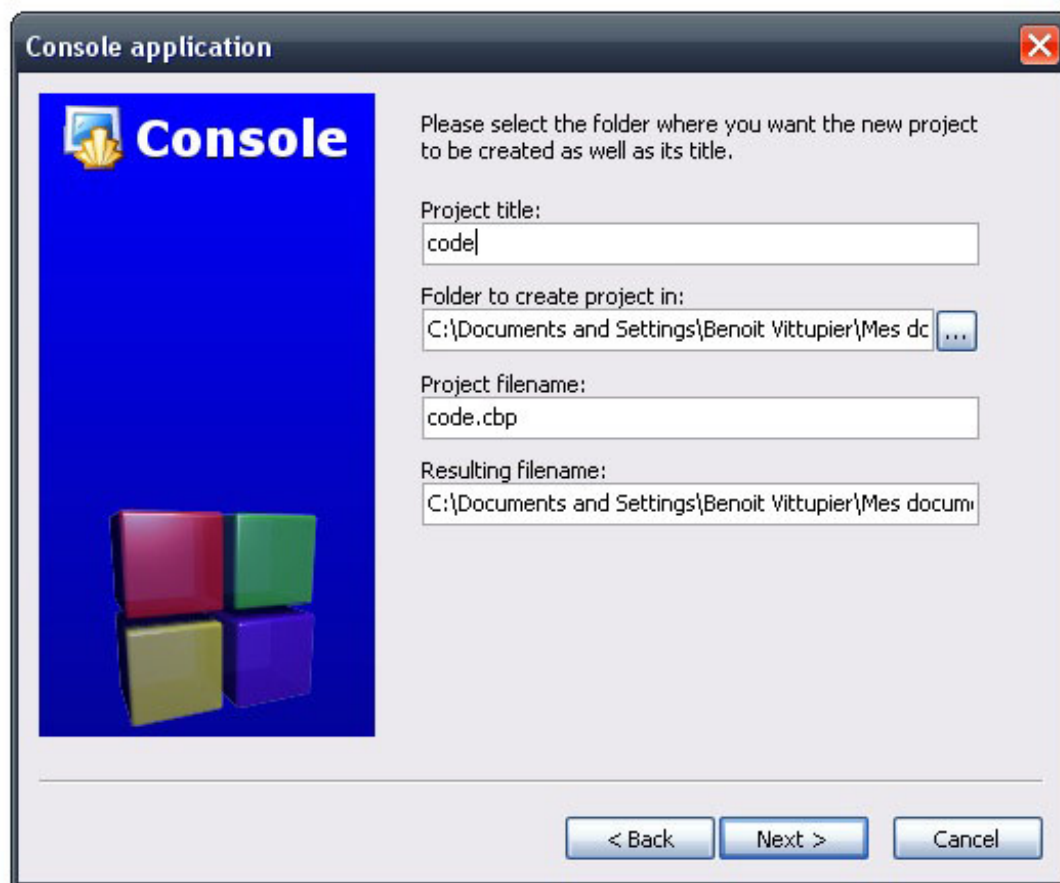 Console application
Console
Please select the folder where you want the new project
to be created as well as its title.
Project title:
code
Folder to create project in:
C:\Documents and Settings\Benoit Vittupier\Mes dc
...
Project filename:
code.cbp
Resulting filename:
C:\Documents and Settings\Benoit Vittupier\Mes docum
< Back
Next >
Cancel